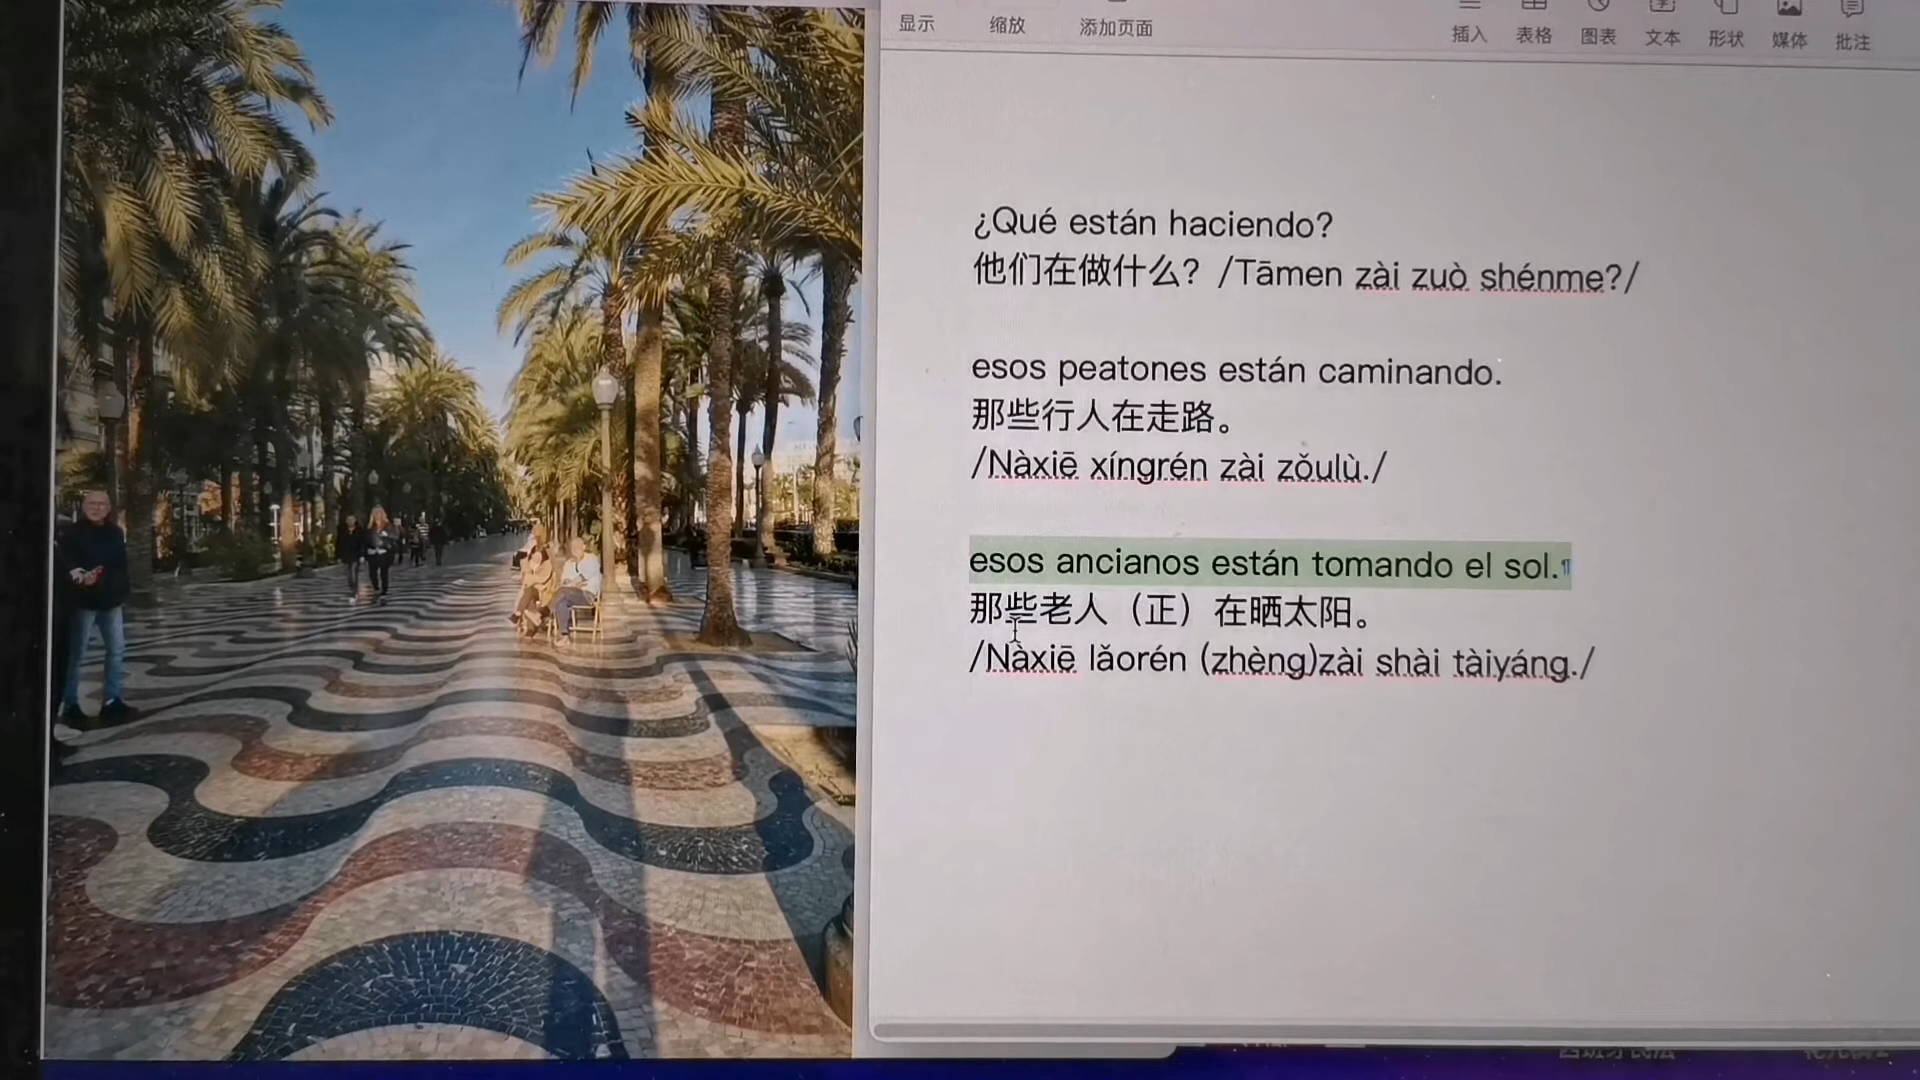 显示
缩放
添加页面
插入
表格
图表
文本
形状
媒体
批注
¿Qué están haciendo?
他们在做什么? /Tāmen zài zuò shénme?/
esos peatones están caminando.
那些行人在走路。
/Nàxiē xíngrén zài zǒulù./
esos ancianos están tomando el sol.
那些老人（正）在晒太阳。
/Nàxiē lǎorén (zhèng)zài shài tàiyáng./